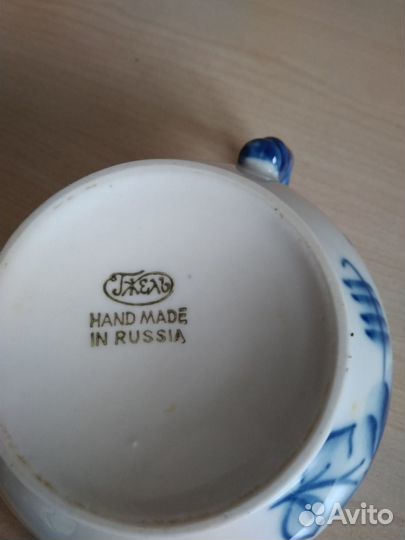 Гжель
HAND MADE
IN RUSSIA
Avito